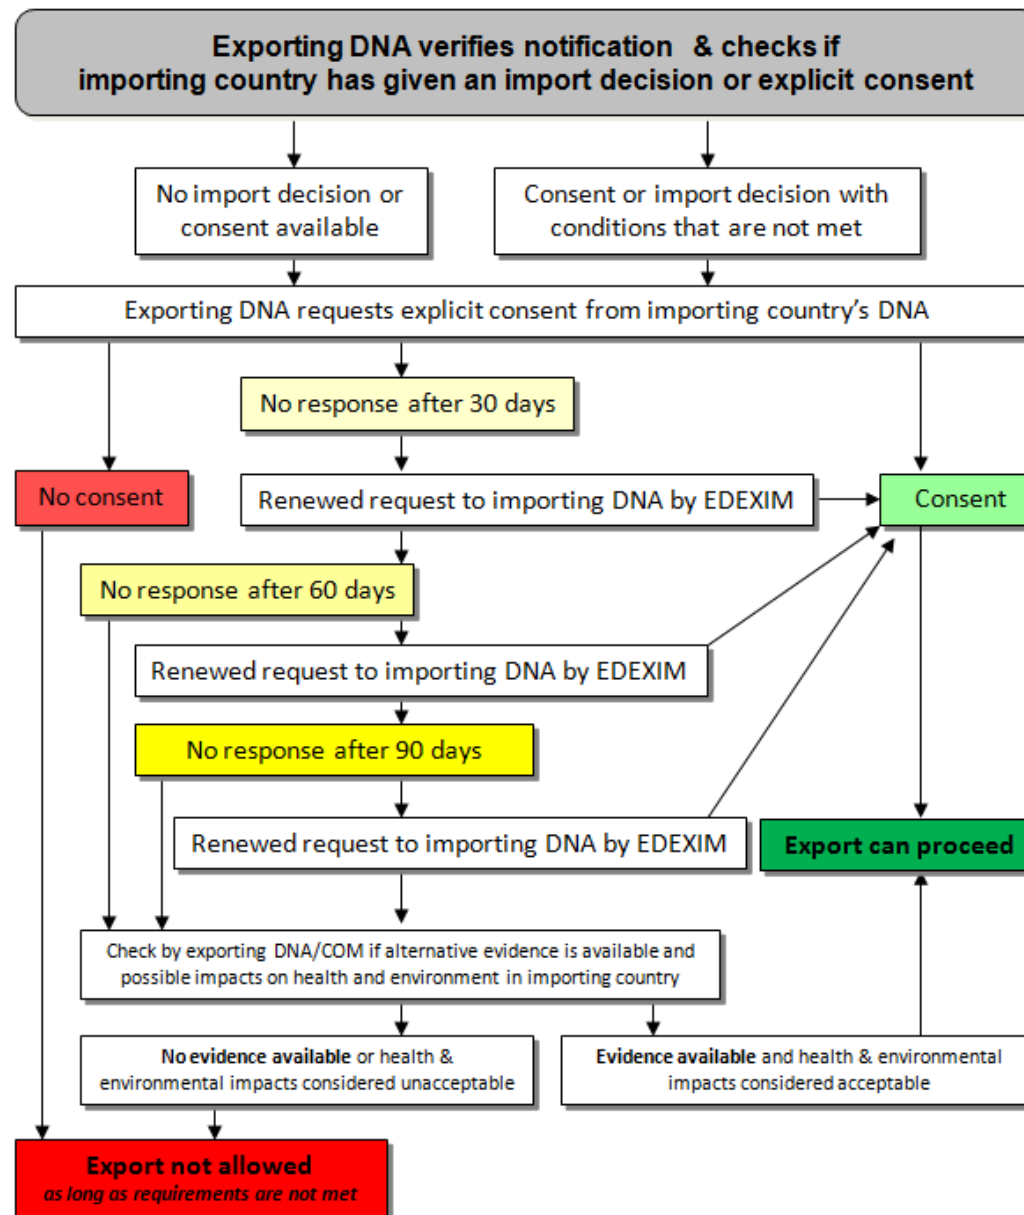 Exporting DNA verifies notification & checks if
importing country has given an import decision or explicit consent
No import decision or
consent available
Consent or import decision with
conditions that are not met
Exporting DNA requests explicit consent from importing country's DNA
No response after 30 days
No consent
Renewed request to importing DNA by EDEXIM
Consent
No response after 60 days
Renewed request to importing DNA by EDEXIM
No response after 90 days
Renewed request to importing DNA by EDEXIM
Export can proceed
Check by exporting DNA/COM if alternative evidence is available and
possible impacts on health and environment in importing country
No evidence available or health &
environmental impacts considered unacceptable
Evidence available and health & environmental
impacts considered acceptable
Export not allowed
as long as requirements are not met